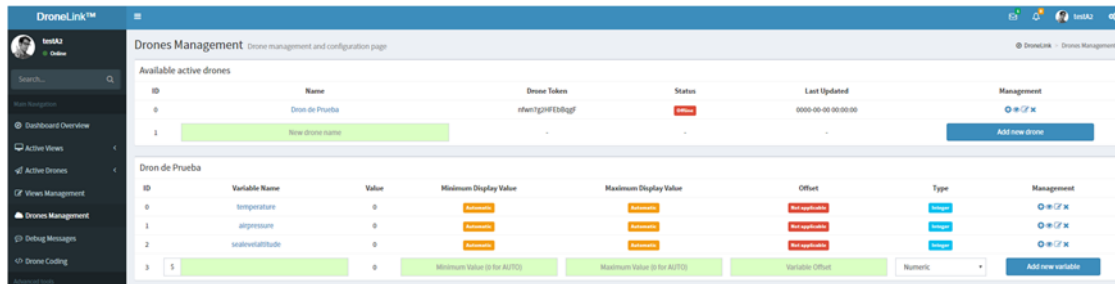 DroneLink™
testA2
testA2
Online
Drones Management Drone management and configuration page
DroneLink > Drones Management
Search...
Main Navigation
Dashboard Overview
Active Views
Active Drones
Views Management
Drones Management
Debug Messages
Drone Coding
Available active drones
ID Name Drone Token Status Last Updated Management
0 Dron de Prueba Offline 0000-00-00 00:00:00
1 New drone name - - - Add new drone
Dron de Prueba
ID Variable Name Value Minimum Display Value Maximum Display Value Offset Type Management
0 temperature 0 Automatic Automatic Not applicable Integer
1 airpressure 0 Automatic Automatic Not applicable Integer
2 sealevelattitude 0 Automatic Automatic Not applicable Integer
3 $ 0 Minimum Value (0 for AUTO) Maximum Value (0 for AUTO) Variable Offset Numeric Add new variable